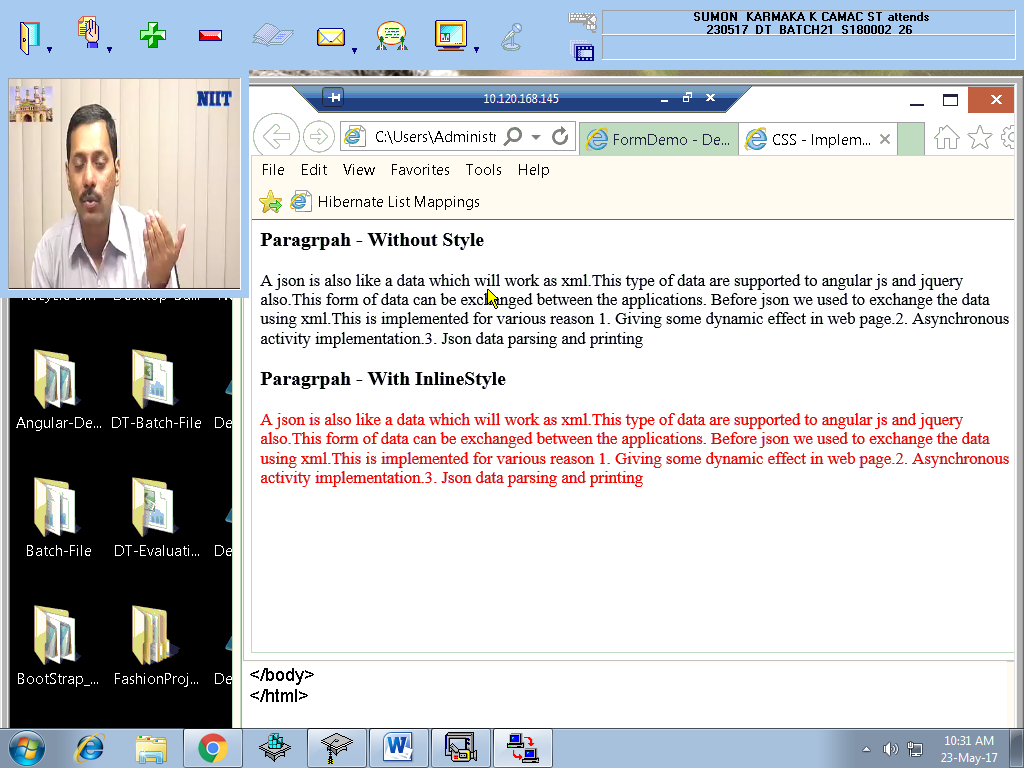 SUMON KARMAKA K CAMAC ST attends
230517_DT_BATCH21_S180002_26
NIIT
10.120.168.145
C:\Users\Administr
FormDemo - De...
CSS - Implem...
File Edit View Favorites Tools Help
Hibernate List Mappings
Paragrpah - Without Style
A json is also like a data which will work as xml.This type of data are supported to angular js and jquery
also.This form of data can be exchanged between the applications. Before json we used to exchange the data
using xml.This is implemented for various reason 1. Giving some dynamic effect in web page.2. Asynchronous
activity implementation.3. Json data parsing and printing
Paragrpah - With InlineStyle
A json is also like a data which will work as xml.This type of data are supported to angular js and jquery
also.This form of data can be exchanged between the applications. Before json we used to exchange the data
using xml.This is implemented for various reason 1. Giving some dynamic effect in web page.2. Asynchronous
activity implementation.3. Json data parsing and printing
Angular-De... DT-Batch-File De
Batch-File DT-Evaluati... De
BootStrap_... FashionProj... De
</body>
</html>
10:31 AM
23-May-17